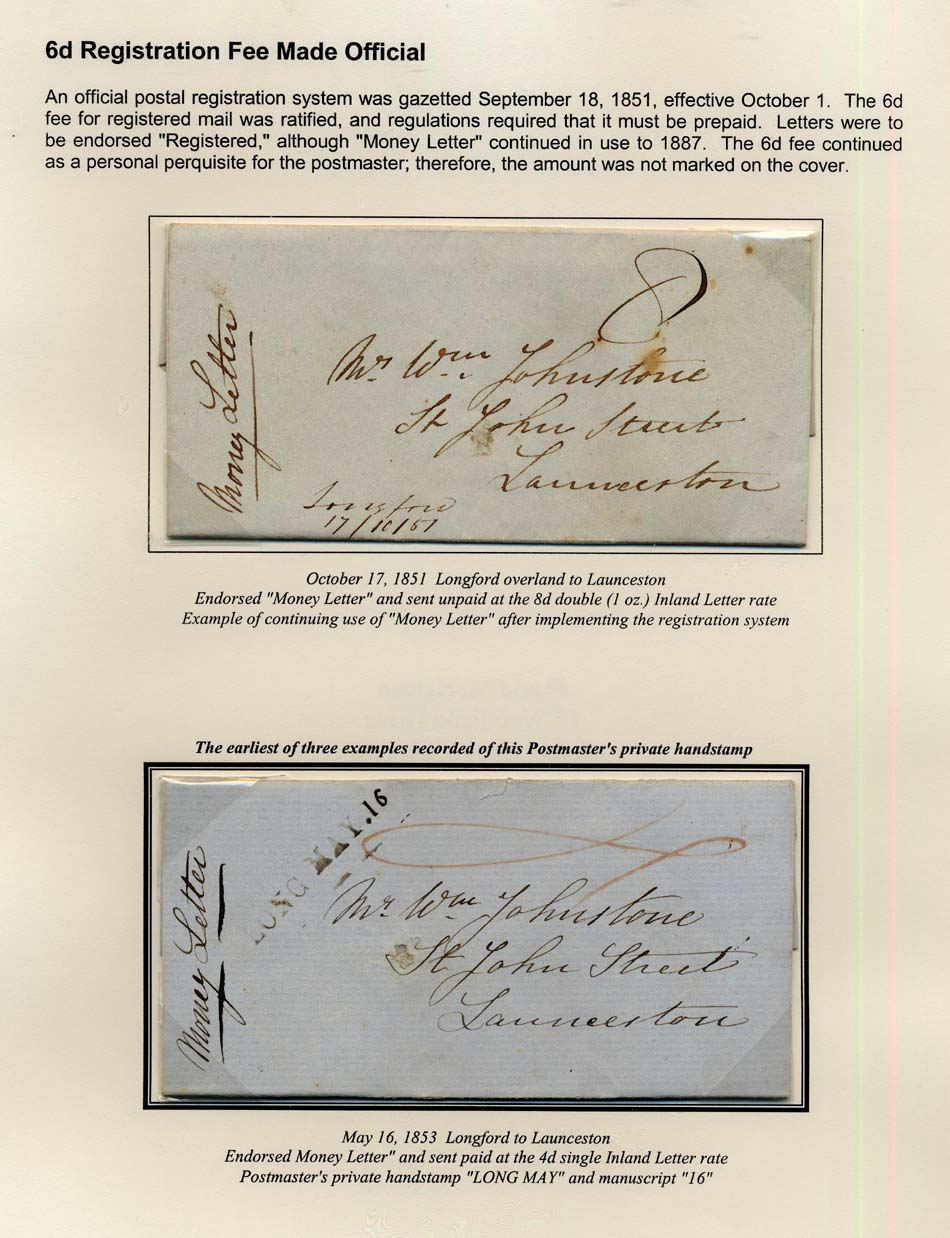 6d Registration Fee Made Official
An official postal registration system was gazetted September 18, 1851, effective October 1. The 6d
fee for registered mail was ratified, and regulations required that it must be prepaid. Letters were to
be endorsed "Registered," although "Money Letter" continued in use to 1887. The 6d fee continued
as a personal perquisite for the postmaster; therefore, the amount was not marked on the cover.
8
Money Letter
Mr. Wm. Johnstone
St John Street
Launceston
Longford
17/10/51
October 17, 1851 Longford overland to Launceston
Endorsed "Money Letter" and sent unpaid at the 8d double (1 oz.) Inland Letter rate
Example of continuing use of "Money Letter" after implementing the registration system
The earliest of three examples recorded of this Postmaster's private handstamp
LONG MAY.16
Money Letter
Mr. Wm. Johnstone
St. John Street
Launceston
May 16, 1853 Longford to Launceston
Endorsed Money Letter" and sent paid at the 4d single Inland Letter rate
Postmaster's private handstamp "LONG MAY" and manuscript "16"